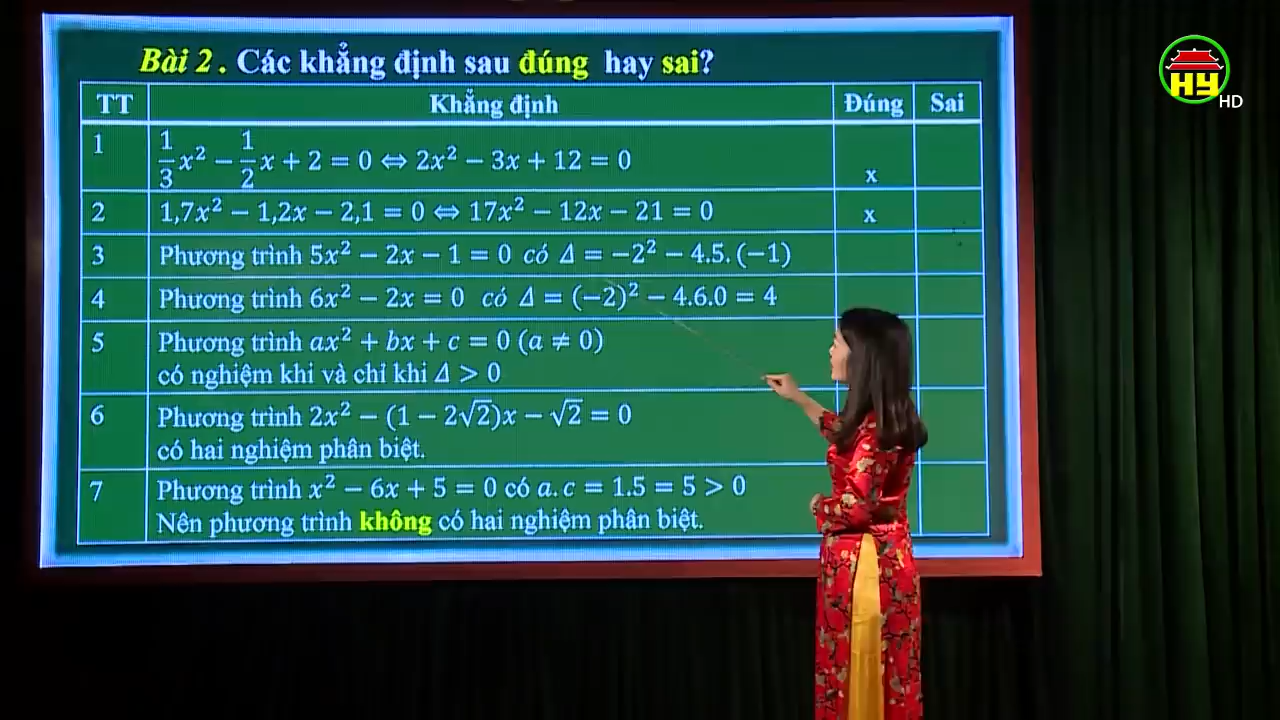 Bài 2 . Các khẳng định sau đúng hay sai?
TT Khẳng định Đúng Sai
1 1/3 x² − 1/2 x + 2 = 0 ⇔ 2x² − 3x + 12 = 0 x
2 1,7x² − 1,2x − 2,1 = 0 ⇔ 17x² − 12x − 21 = 0 x
3 Phương trình 5x² − 2x − 1 = 0 có Δ = −2² − 4.5.(−1)
4 Phương trình 6x² − 2x = 0 có Δ = (−2)² − 4.6.0 = 4
5 Phương trình ax² + bx + c = 0 (a ≠ 0)
có nghiệm khi và chỉ khi Δ > 0
6 Phương trình 2x² − (1 − 2√2)x − √2 = 0
có hai nghiệm phân biệt.
7 Phương trình x² − 6x + 5 = 0 có a.c = 1.5 = 5 > 0
Nên phương trình không có hai nghiệm phân biệt.
HY
HD